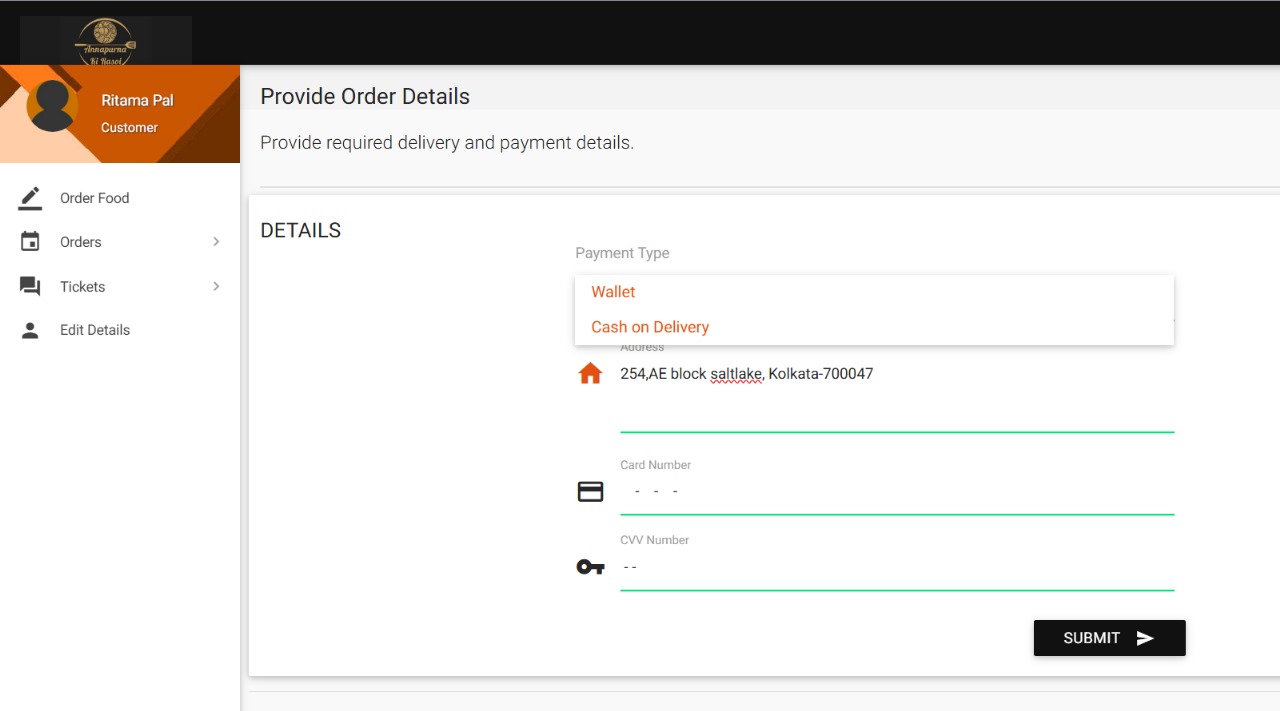 Annapurna
Ki Rasoi
Ritama Pal
Customer
Order Food
Orders
Tickets
Edit Details
Provide Order Details
Provide required delivery and payment details.
DETAILS
Payment Type
Wallet
Cash on Delivery
Address
254,AE block saltlake, Kolkata-700047
Card Number
- - -
CVV Number
--
SUBMIT